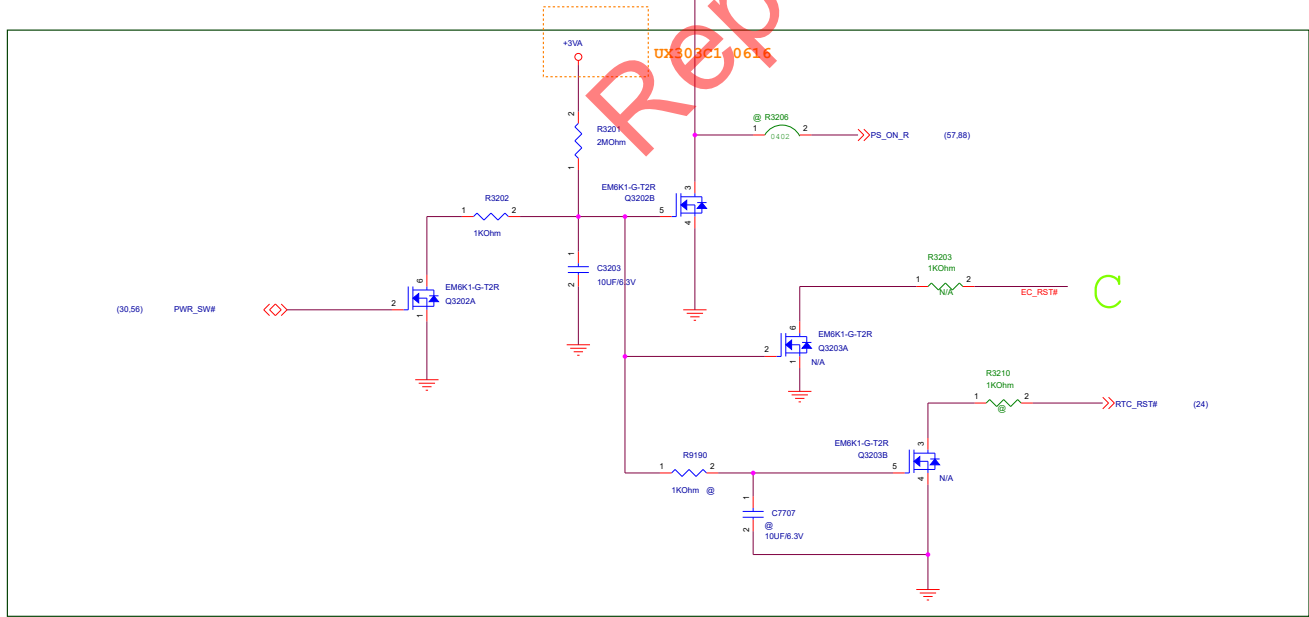 +3VA
UX303C1-0616
Rep
@ R3206
1
2
0402
PS_ON_R
(57,88)
2
R3201
2MOhm
1
EM6K1-G-T2R
Q3202B
3
5
4
R3202
1
2
1KOhm
1
C3203
2
10UF/6.3V
R3203
1KOhm
1
2
N/A
EC_RST#
C
(30,56)
PWR_SW#
6
EM6K1-G-T2R
Q3202A
2
1
6
EM6K1-G-T2R
Q3203A
2
1
N/A
R3210
1KOhm
1
2
@
RTC_RST#
(24)
EM6K1-G-T2R
Q3203B
3
5
4
N/A
R9190
1
2
1KOhm @
1
C7707
@
2
10UF/6.3V